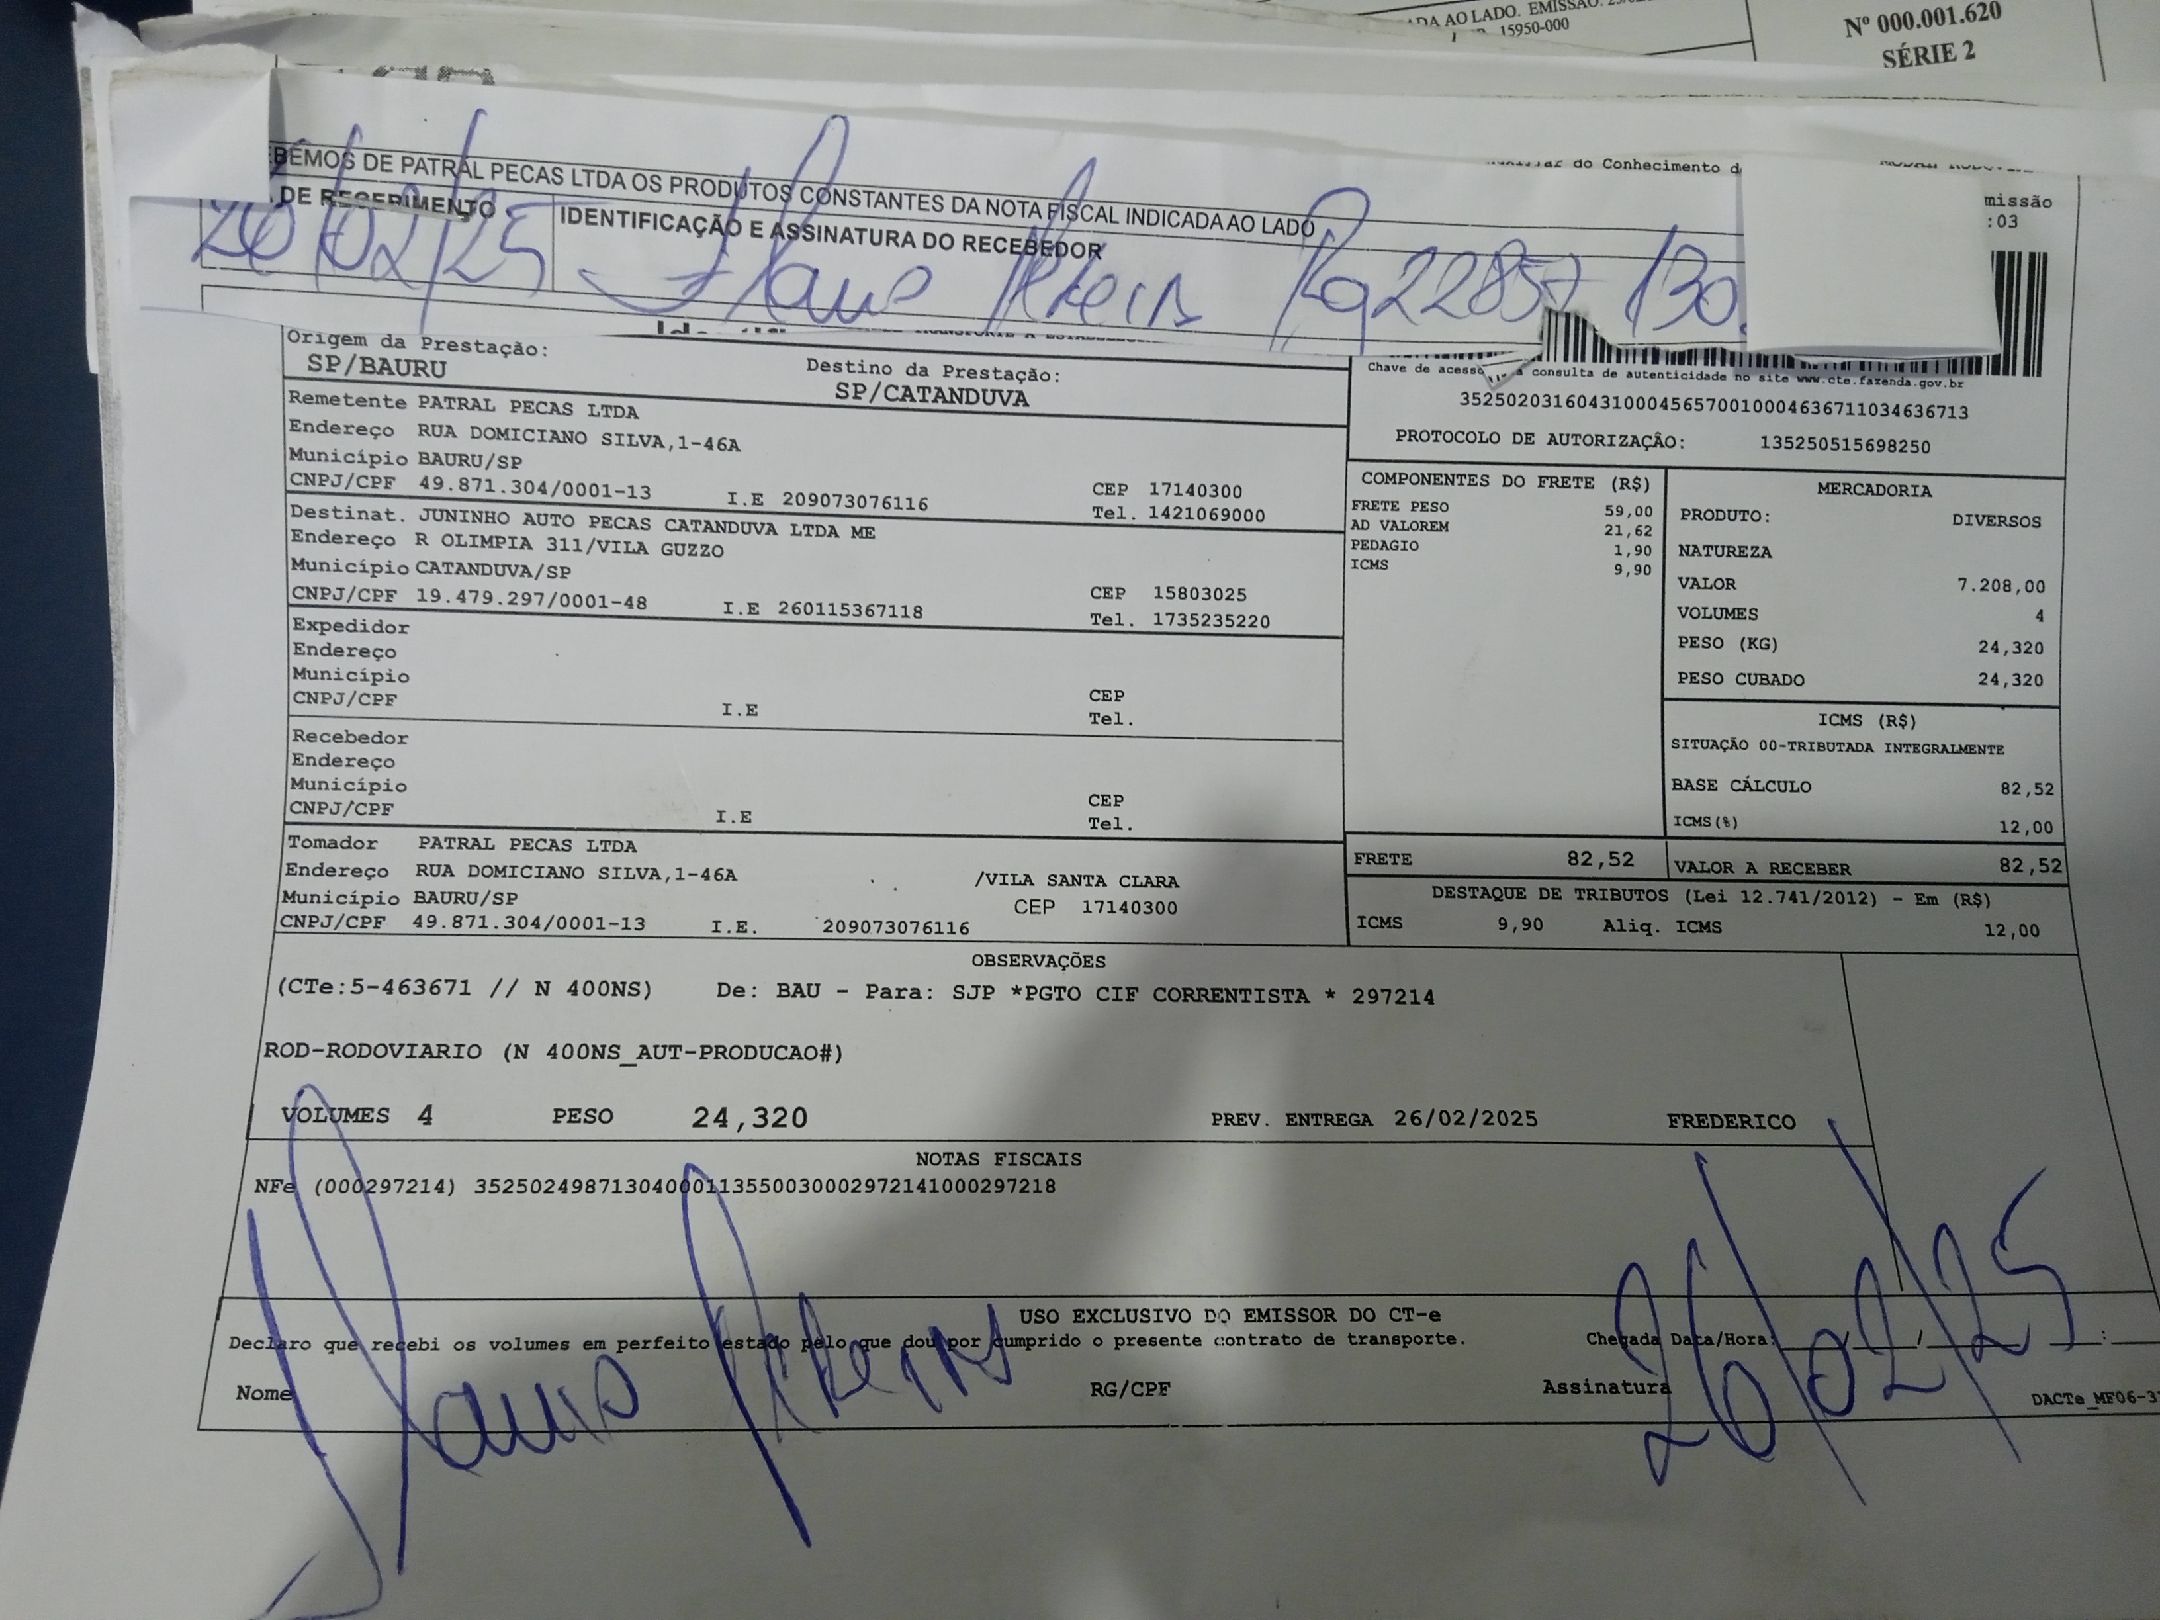 ADA AO LADO. EMISSÃO:
15950-000
Nº 000.001.620
SÉRIE 2
BEMOS DE PATRAL PECAS LTDA OS PRODUTOS CONSTANTES DA NOTA FISCAL INDICADA AO LADO
DE RECEBIMENTO
IDENTIFICAÇÃO E ASSINATURA DO RECEBEDOR
26/02/25 Rg 22857 130
do Conhecimento d
missão
:03
Origem da Prestação:
SP/BAURU
Destino da Prestação:
SP/CATANDUVA
Chave de acesso consulta de autenticidade no site www.cte.fazenda.gov.br
35250203160431000456570010004636711034636713
PROTOCOLO DE AUTORIZAÇÃO: 135250515698250
Remetente PATRAL PECAS LTDA
Endereço RUA DOMICIANO SILVA,1-46A
Município BAURU/SP
CNPJ/CPF 49.871.304/0001-13 I.E 209073076116
CEP 17140300
Tel. 1421069000
Destinat. JUNINHO AUTO PECAS CATANDUVA LTDA ME
Endereço R OLIMPIA 311/VILA GUZZO
Município CATANDUVA/SP
CNPJ/CPF 19.479.297/0001-48 I.E 260115367118
CEP 15803025
Tel. 1735235220
Expedidor
Endereço
Município
CNPJ/CPF I.E
CEP
Tel.
Recebedor
Endereço
Município
CNPJ/CPF I.E
CEP
Tel.
Tomador PATRAL PECAS LTDA
Endereço RUA DOMICIANO SILVA,1-46A /VILA SANTA CLARA
Município BAURU/SP CEP 17140300
CNPJ/CPF 49.871.304/0001-13 I.E. 209073076116
COMPONENTES DO FRETE (R$)
FRETE PESO 59,00
AD VALOREM 21,62
PEDAGIO 1,90
ICMS 9,90
MERCADORIA
PRODUTO: DIVERSOS
NATUREZA
VALOR 7.208,00
VOLUMES 4
PESO (KG) 24,320
PESO CUBADO 24,320
ICMS (R$)
SITUAÇÃO 00-TRIBUTADA INTEGRALMENTE
BASE CÁLCULO 82,52
ICMS(%) 12,00
FRETE 82,52 VALOR A RECEBER 82,52
DESTAQUE DE TRIBUTOS (Lei 12.741/2012) - Em (R$)
ICMS 9,90 Aliq. ICMS 12,00
OBSERVAÇÕES
(CTe:5-463671 // N 400NS) De: BAU - Para: SJP *PGTO CIF CORRENTISTA * 297214
ROD-RODOVIARIO (N 400NS_AUT-PRODUCAO#)
VOLUMES 4 PESO 24,320 PREV. ENTREGA 26/02/2025 FREDERICO
NOTAS FISCAIS
NFe (000297214) 35250249871304000113550030002972141000297218
USO EXCLUSIVO DO EMISSOR DO CT-e
Declaro que recebi os volumes em perfeito estado pelo que dou por cumprido o presente contrato de transporte.
Chegada Data/Hora: / / :
26/02/25
Nome RG/CPF Assinatura
DACTe_MF06-3